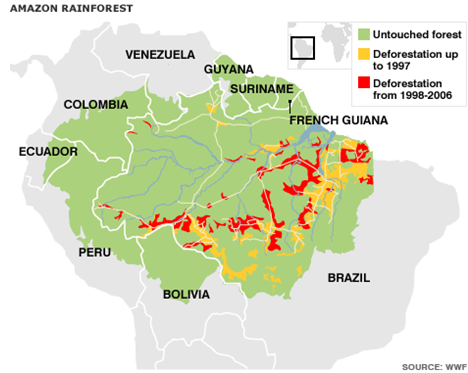 AMAZON RAINFOREST
Untouched forest
Deforestation up
to 1997
Deforestation
from 1998-2006
VENEZUELA
GUYANA
SURINAME
COLOMBIA
FRENCH GUIANA
ECUADOR
PERU
BRAZIL
BOLIVIA
SOURCE: WWF